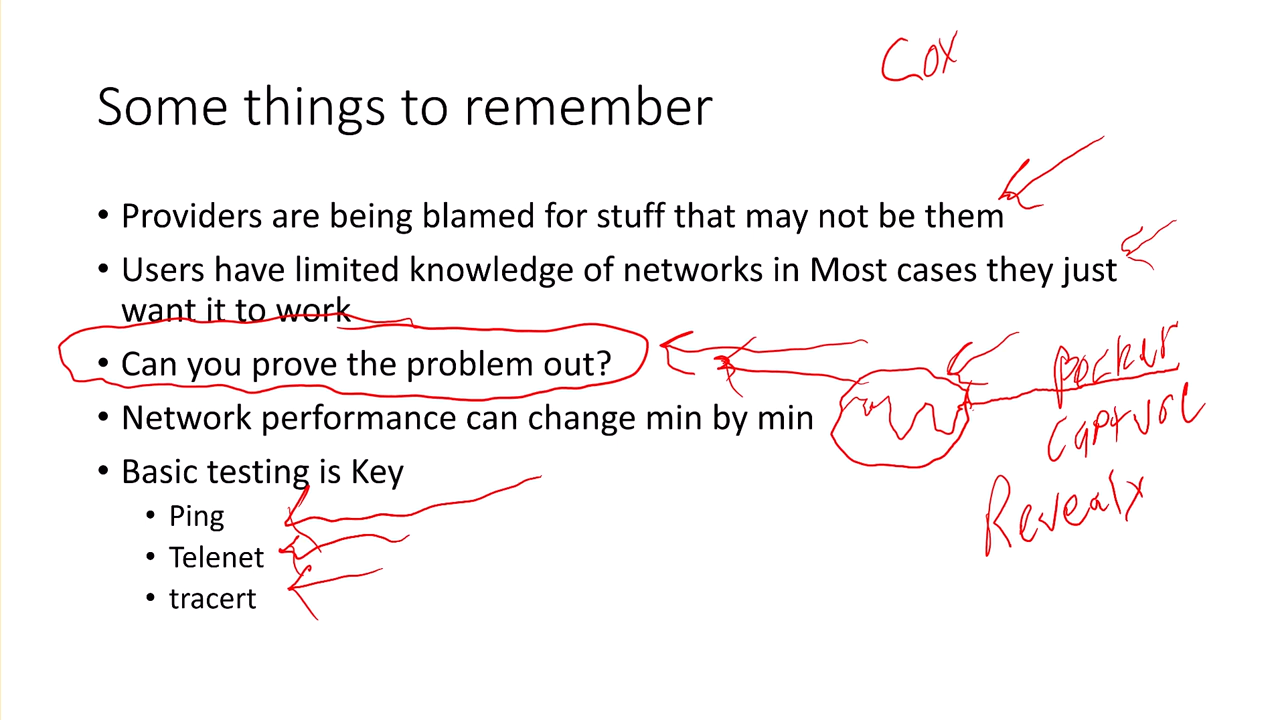 Cox
Some things to remember
• Providers are being blamed for stuff that may not be them
• Users have limited knowledge of networks in Most cases they just
want it to work
• Can you prove the problem out?
• Network performance can change min by min
• Basic testing is Key
• Ping
• Telenet
• tracert
packet
capture
Revealx